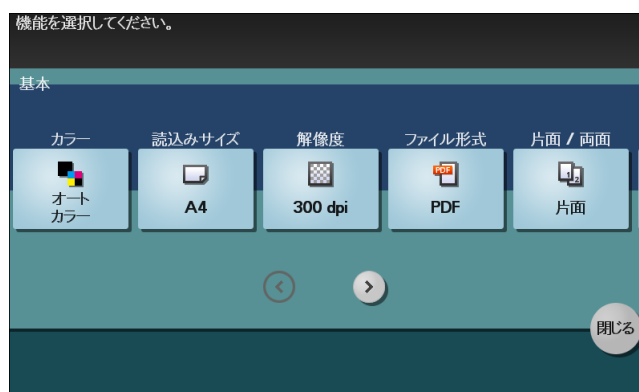 機能を選択してください。
基本
カラー 読込みサイズ 解像度 ファイル形式 片面 / 両面
オート
カラー
A4
300 dpi
PDF
PDF
1 2
片面
閉じる